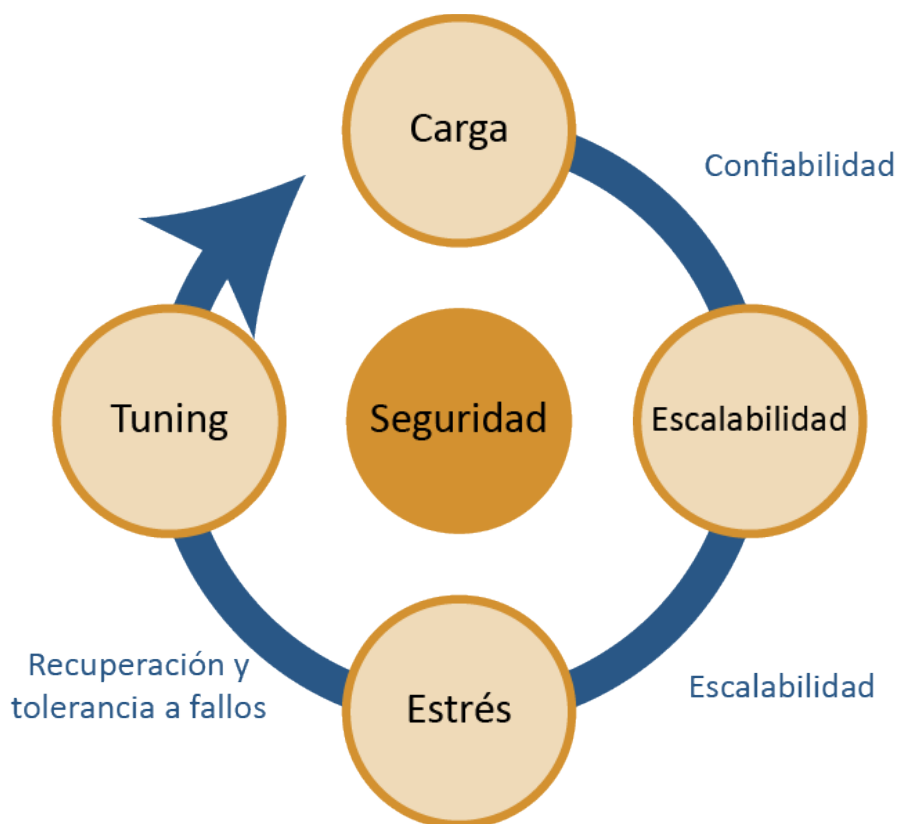 Carga
Confiabilidad
Tuning
Seguridad
Escalabilidad
Recuperación y
tolerancia a fallos
Estrés
Escalabilidad